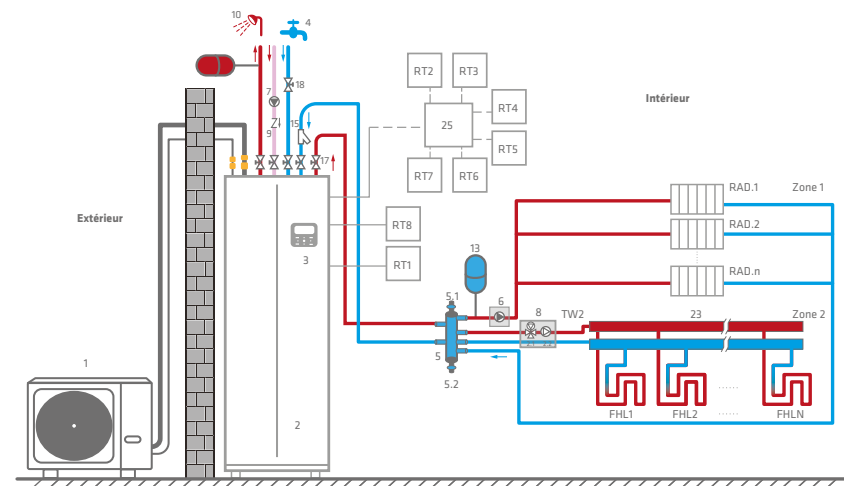 10
4
7
18
9
15
17
RT2
RT3
RT4
25
RT5
RT7
RT6
RT8
RT1
Intérieur
Extérieur
RAD.1
Zone 1
RAD.2
RAD.n
3
13
5.1
6
8
TW2
23
Zone 2
5
5.2
1
2
FHL1
FHL2
FHLN